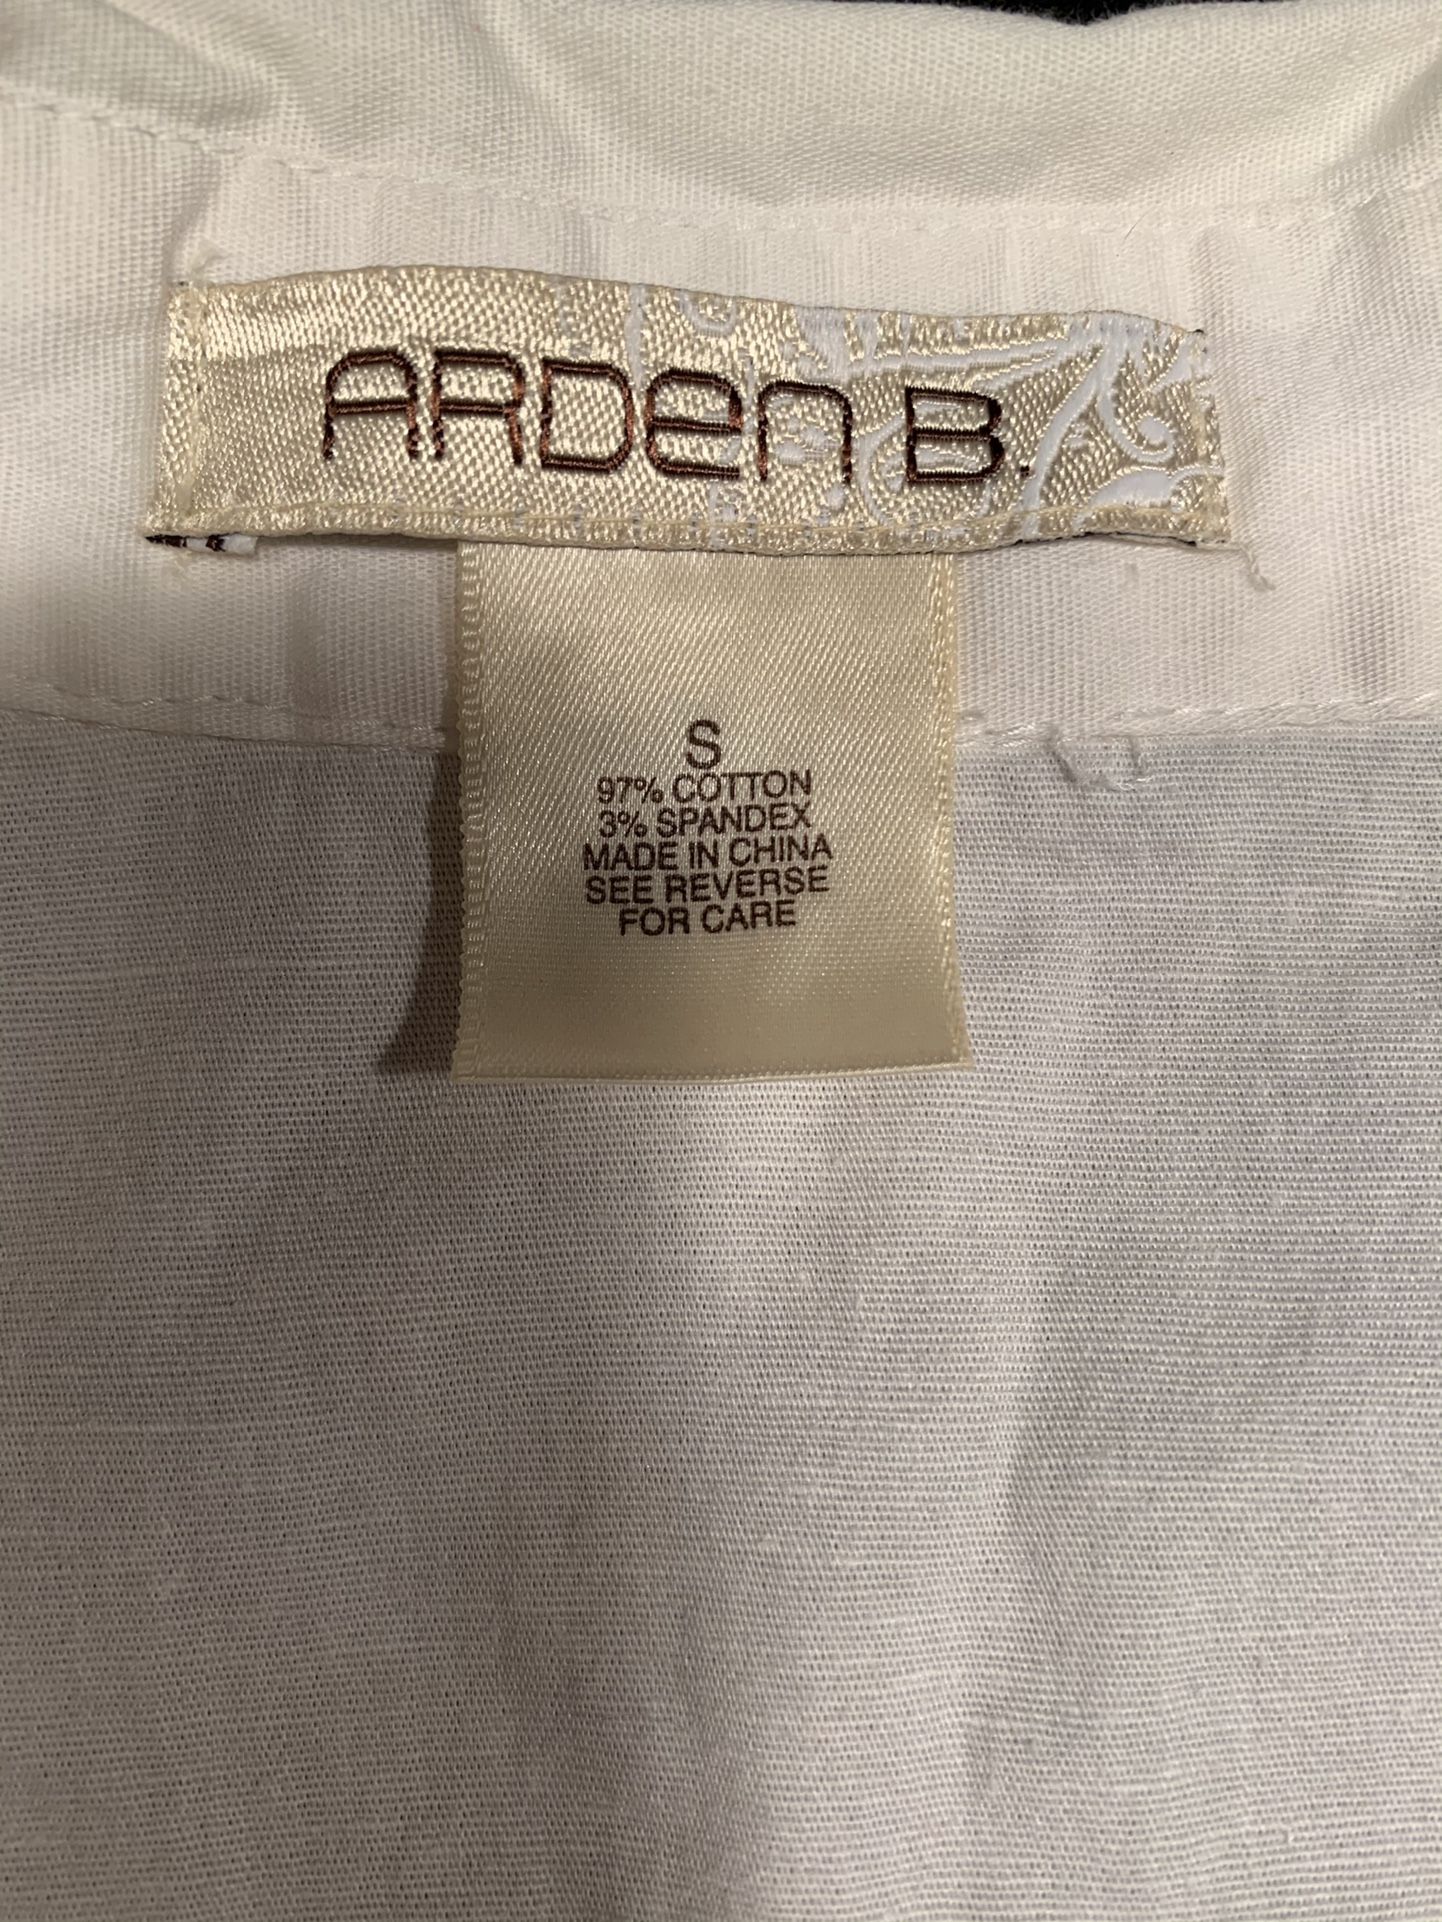 ARDen B.
S
97% COTTON
3% SPANDEX
MADE IN CHINA
SEE REVERSE
FOR CARE